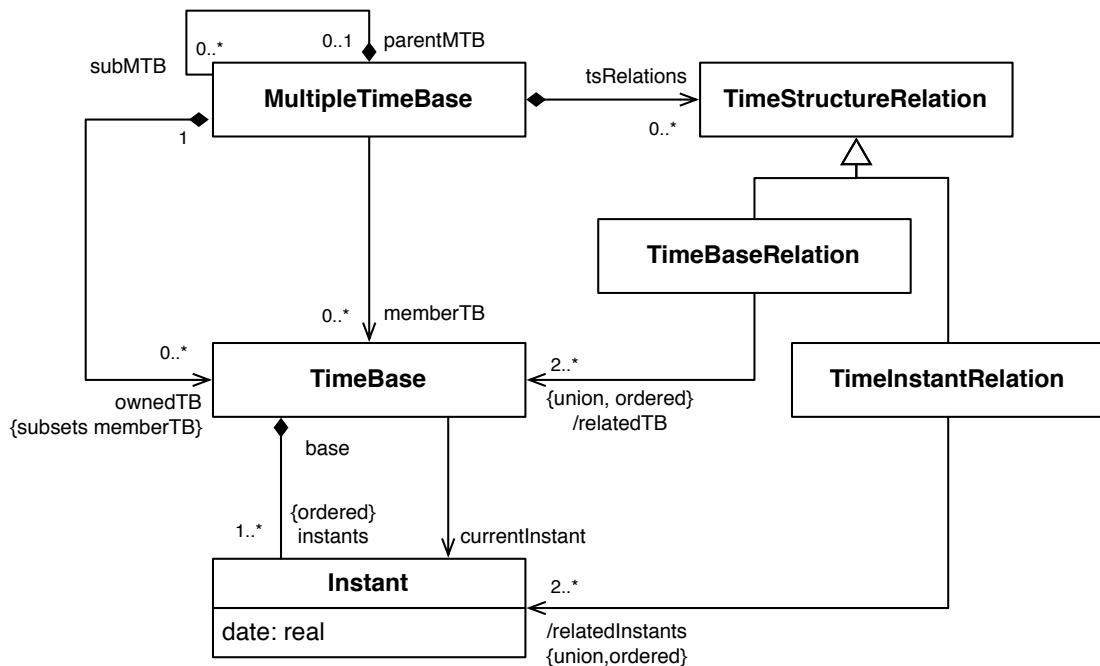 0..*
0..1
parentMTB
subMTB
MultipleTimeBase
tsRelations
0..*
TimeStructureRelation
1
TimeBaseRelation
0..*
memberTB
0..*
ownedTB
{subsets memberTB}
TimeBase
2..*
{union, ordered}
/relatedTB
TimeInstantRelation
base
{ordered}
1..*
instants
currentInstant
Instant
date: real
2..*
/relatedInstants
{union,ordered}